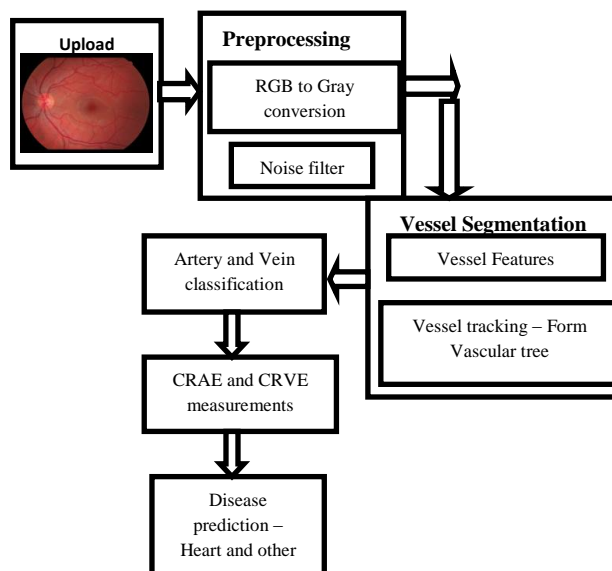 Upload
Preprocessing
RGB to Gray
conversion
Noise filter
Vessel Segmentation
Vessel Features
Vessel tracking – Form
Vascular tree
Artery and Vein
classification
CRAE and CRVE
measurements
Disease
prediction –
Heart and other